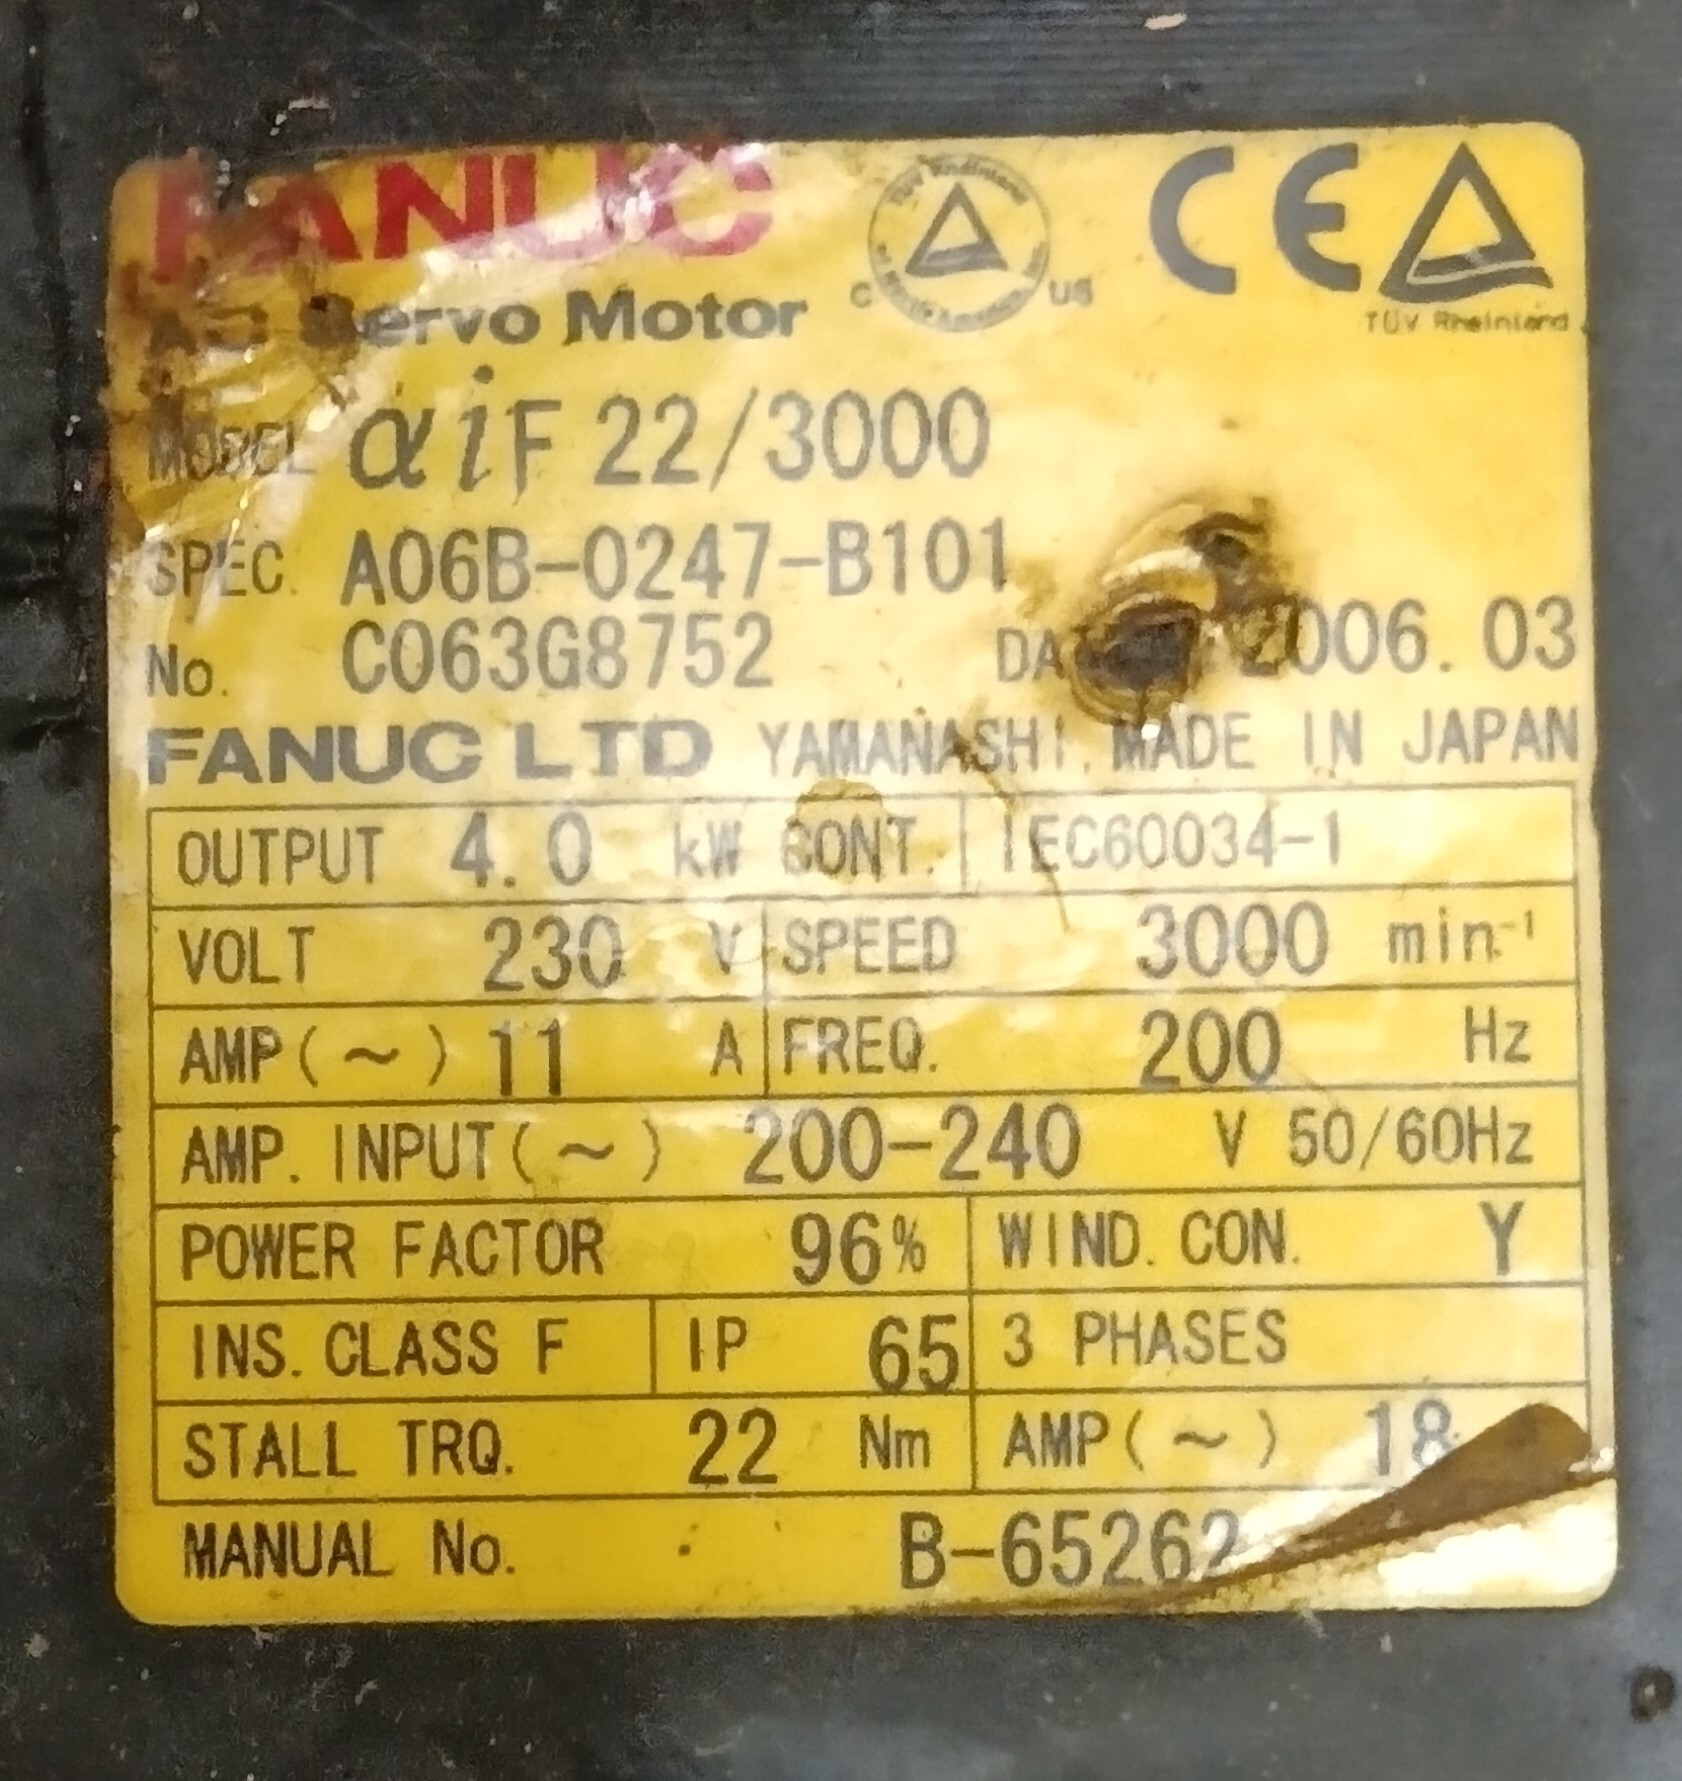 FANUC
AC Servo Motor
C US
TÜV Rheinland
MODEL αiF 22/3000
SPEC. A06B-0247-B101
No. C063G8752 DA 2006.03
FANUC LTD YAMANASHI, MADE IN JAPAN
OUTPUT 4.0 kW CONT. IEC60034-1
VOLT 230 V SPEED 3000 min⁻¹
AMP(~) 11 A FREQ. 200 Hz
AMP. INPUT(~) 200-240 V 50/60Hz
POWER FACTOR 96% WIND. CON. Y
INS. CLASS F IP 65 3 PHASES
STALL TRQ. 22 Nm AMP(~) 18
MANUAL No. B-65262